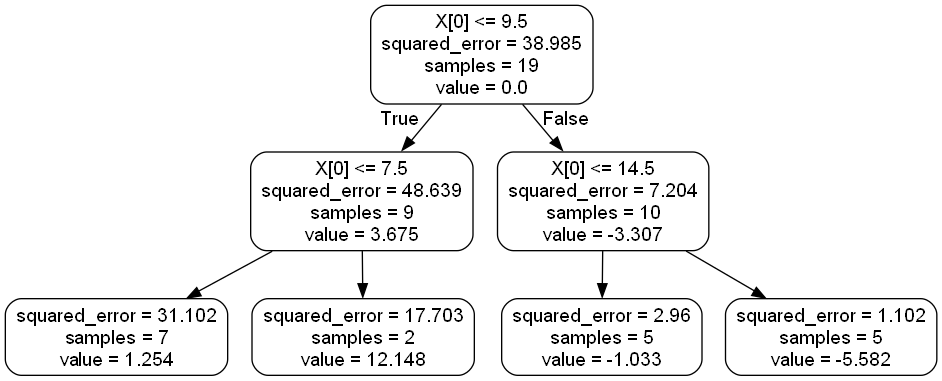 X[0] <= 9.5
squared_error = 38.985
samples = 19
value = 0.0
True
False
X[0] <= 7.5
squared_error = 48.639
samples = 9
value = 3.675
X[0] <= 14.5
squared_error = 7.204
samples = 10
value = -3.307
squared_error = 31.102
samples = 7
value = 1.254
squared_error = 17.703
samples = 2
value = 12.148
squared_error = 2.96
samples = 5
value = -1.033
squared_error = 1.102
samples = 5
value = -5.582